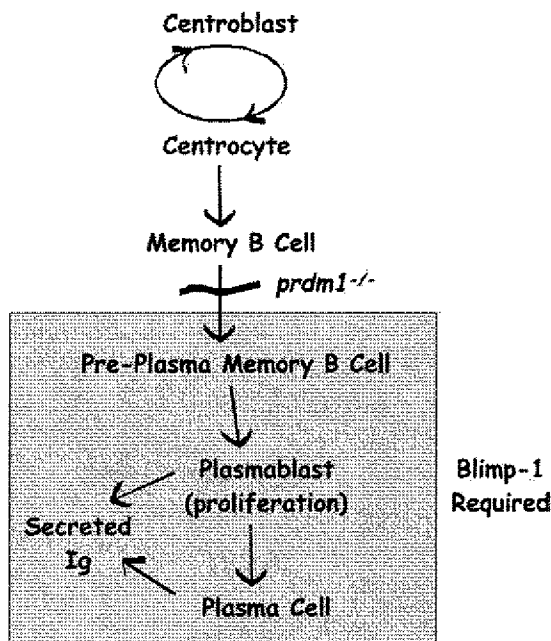 Centroblast
Centrocyte
Memory B Cell
prdm1-/-
Pre-Plasma Memory B Cell
Plasmablast
(proliferation)
Blimp-1
Required
Secreted
Ig
Plasma Cell